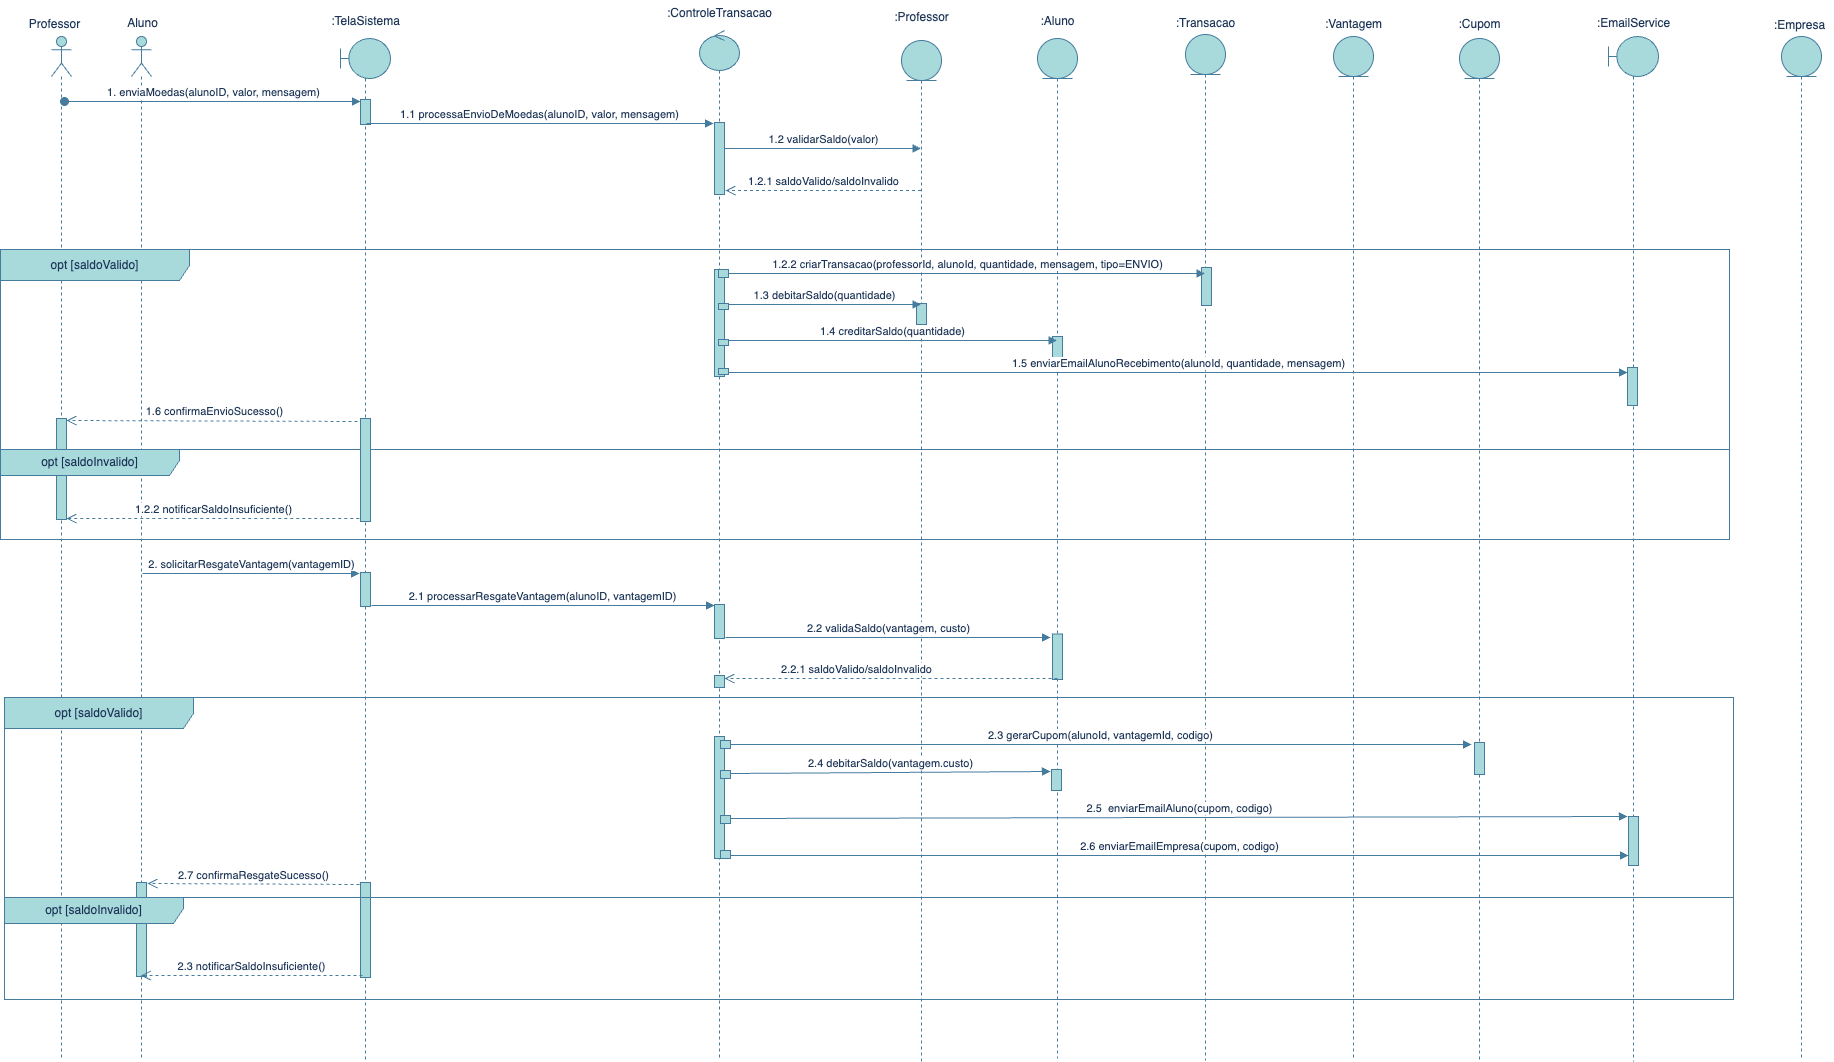 Professor
Aluno
:TelaSistema
:ControleTransacao
:Professor
:Aluno
:Transacao
:Vantagem
:Cupom
:EmailService
:Empresa
1. enviaMoedas(alunoID, valor, mensagem)
1.1 processaEnvioDeMoedas(alunoID, valor, mensagem)
1.2 validarSaldo(valor)
1.2.1 saldoValido/saldoInvalido
opt [saldoValido]
1.2.2 criarTransacao(professorId, alunoId, quantidade, mensagem, tipo=ENVIO)
1.3 debitarSaldo(quantidade)
1.4 creditarSaldo(quantidade)
1.5 enviarEmailAlunoRecebimento(alunoId, quantidade, mensagem)
1.6 confirmaEnvioSucesso()
opt [saldoInvalido]
1.2.2 notificarSaldoInsuficiente()
2. solicitarResgateVantagem(vantagemID)
2.1 processarResgateVantagem(alunoID, vantagemID)
2.2 validaSaldo(vantagem, custo)
2.2.1 saldoValido/saldoInvalido
opt [saldoValido]
2.3 gerarCupom(alunoId, vantagemId, codigo)
2.4 debitarSaldo(vantagem.custo)
2.5  enviarEmailAluno(cupom, codigo)
2.6 enviarEmailEmpresa(cupom, codigo)
2.7 confirmaResgateSucesso()
opt [saldoInvalido]
2.3 notificarSaldoInsuficiente()